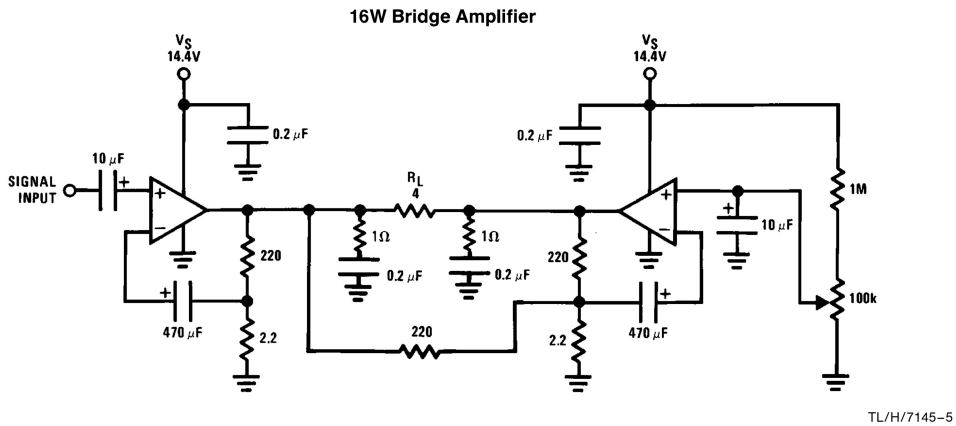 16W Bridge Amplifier
VS
14.4V
VS
14.4V
0.2 μF
0.2 μF
10 μF
+
SIGNAL
INPUT
+
−
RL
4
+
−
+
10 μF
1M
220
1Ω
0.2 μF
1Ω
0.2 μF
220
100k
+
470 μF
2.2
220
2.2
+
470 μF
TL/H/7145–5